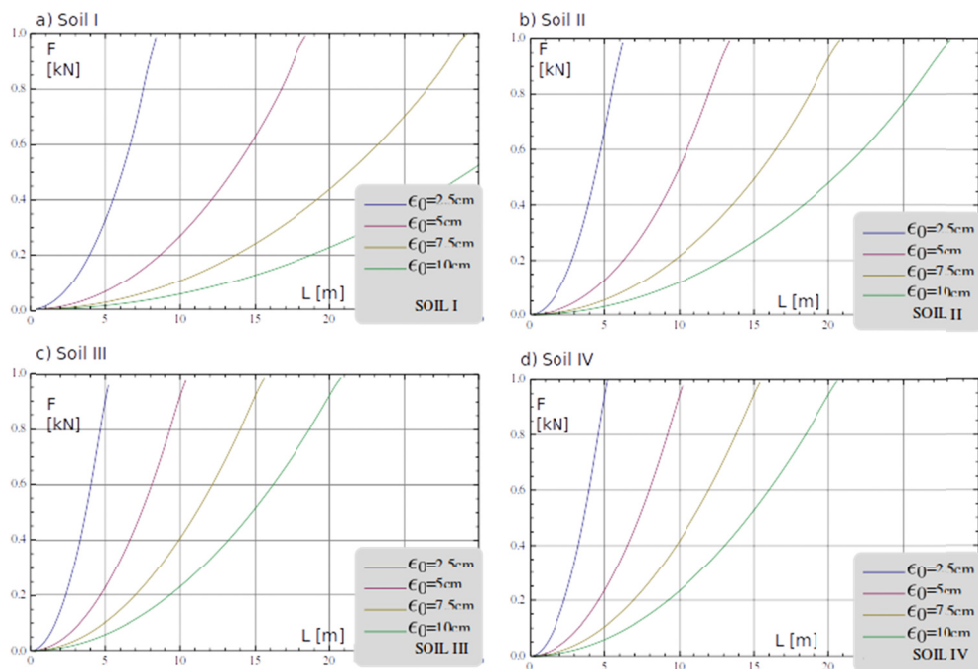 a) Soil I
F
[kN]
1.0
0.8
0.6
0.4
0.2
0.0
0
5
10
15
20
L [m]
ϵ0=2.5cm
ϵ0=5cm
ϵ0=7.5cm
ϵ0=10cm
SOIL I
b) Soil II
F
[kN]
1.0
0.8
0.6
0.4
0.2
0.0
0
5
10
15
20
L [m]
ϵ0=2.5cm
ϵ0=5cm
ϵ0=7.5cm
ϵ0=10cm
SOIL II
c) Soil III
F
[kN]
1.0
0.8
0.6
0.4
0.2
0.0
0
5
10
15
20
L [m]
ϵ0=2.5cm
ϵ0=5cm
ϵ0=7.5cm
ϵ0=10cm
SOIL III
d) Soil IV
F
[kN]
1.0
0.8
0.6
0.4
0.2
0.0
0
5
10
15
20
L [m]
ϵ0=2.5cm
ϵ0=5cm
ϵ0=7.5cm
ϵ0=10cm
SOIL IV